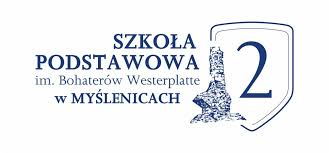 SZKOŁA
PODSTAWOWA
im. Bohaterów Westerplatte
w MYŚLENICACH
2